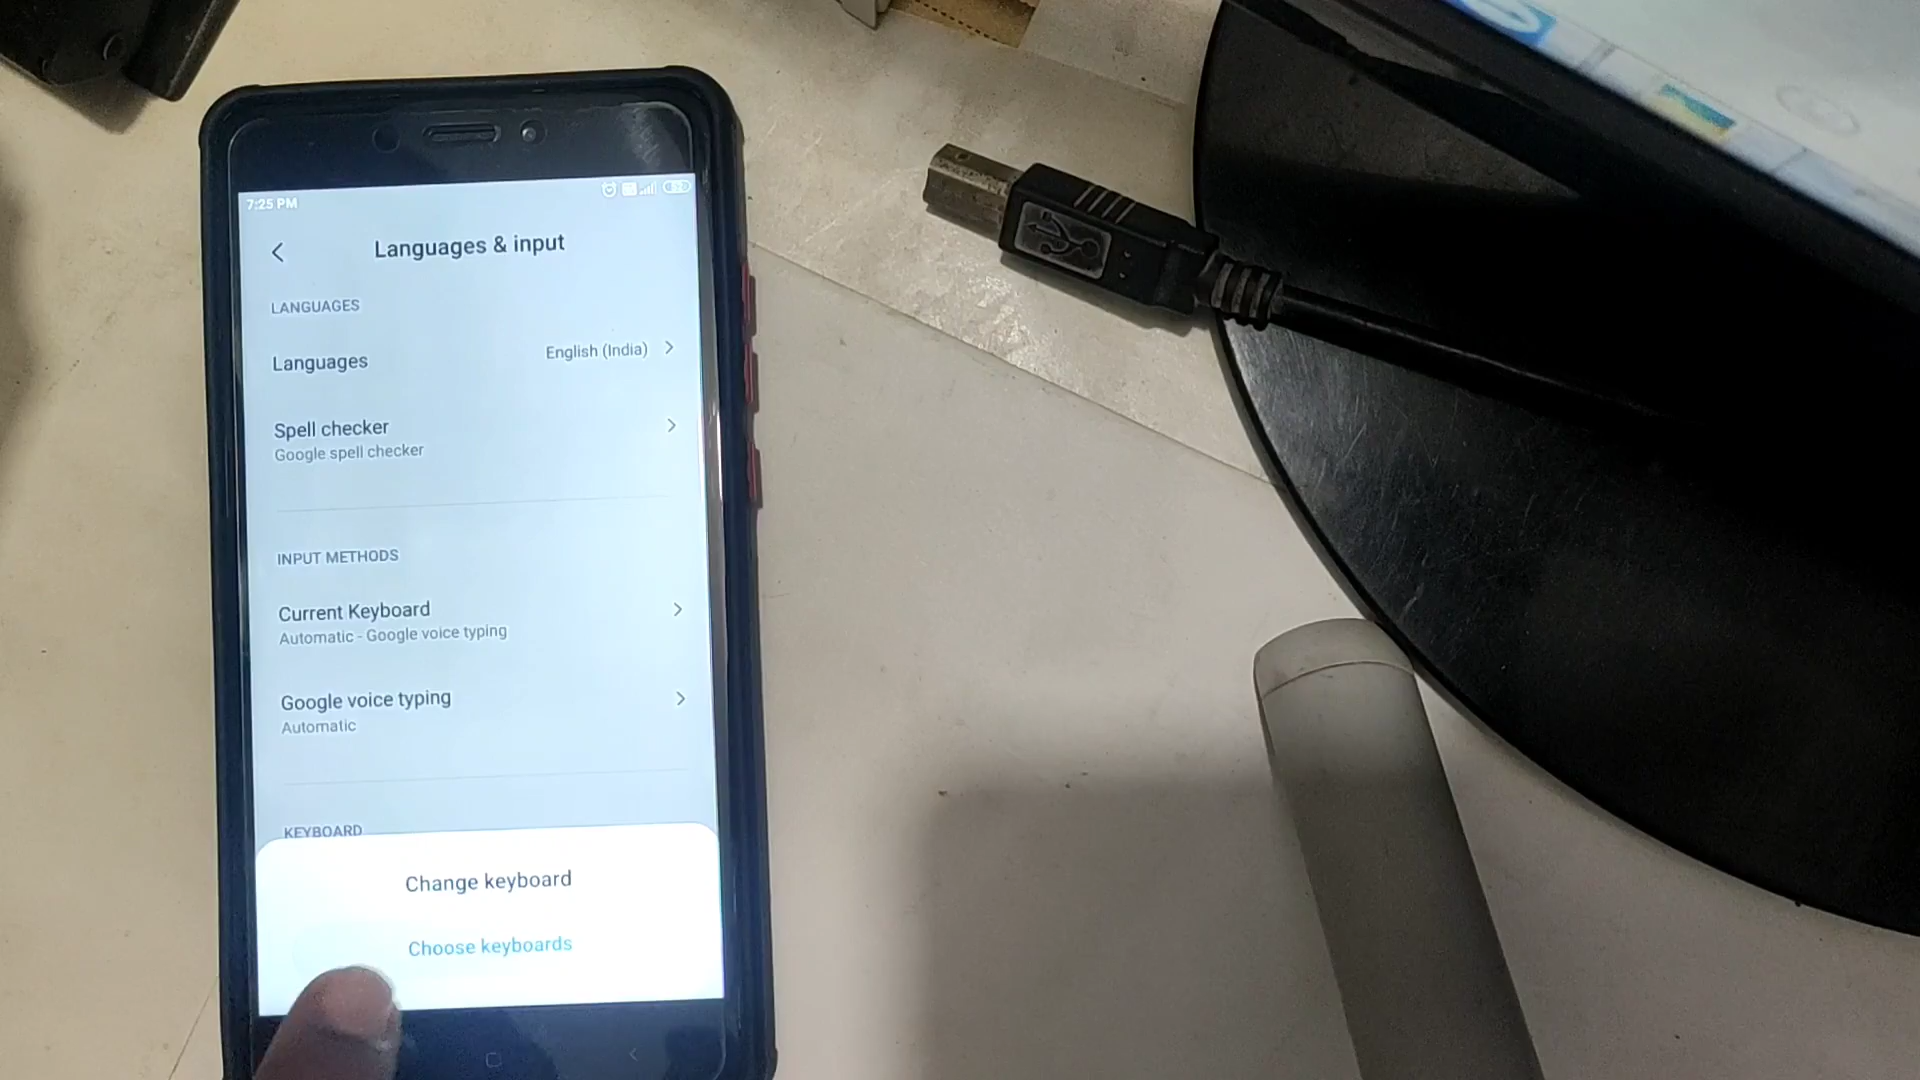 7:25 PM
Languages & input
LANGUAGES
Languages
English (India)
Spell checker
Google spell checker
INPUT METHODS
Current Keyboard
Automatic - Google voice typing
Google voice typing
Automatic
KEYBOARD
Change keyboard
Choose keyboards